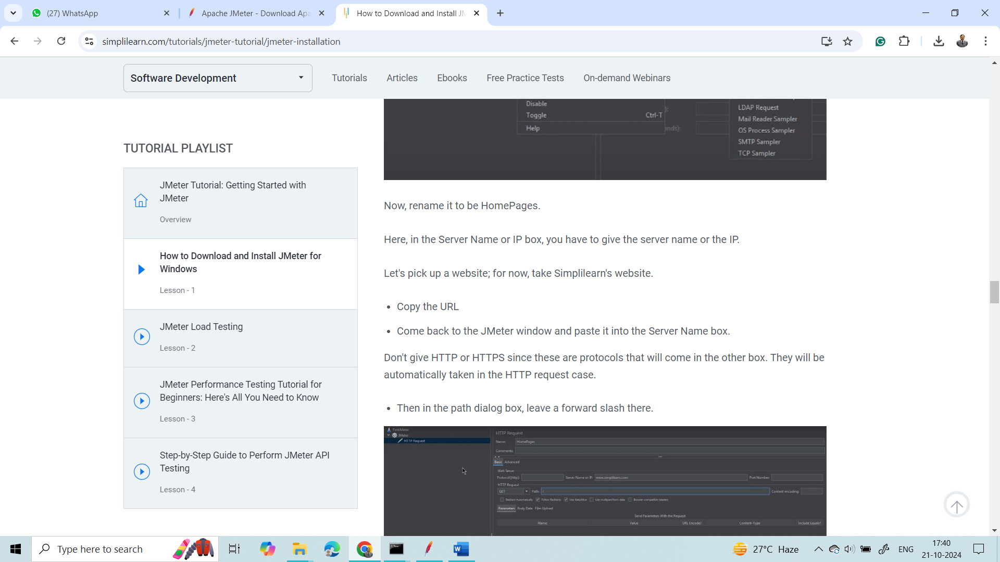 (27) WhatsApp
Apache JMeter - Download Apa
How to Download and Install JM
simplilearn.com/tutorials/jmeter-tutorial/jmeter-installation
Software Development
Tutorials
Articles
Ebooks
Free Practice Tests
On-demand Webinars
TUTORIAL PLAYLIST
JMeter Tutorial: Getting Started with
JMeter
Overview
How to Download and Install JMeter for
Windows
Lesson - 1
JMeter Load Testing
Lesson - 2
JMeter Performance Testing Tutorial for
Beginners: Here's All You Need to Know
Lesson - 3
Step-by-Step Guide to Perform JMeter API
Testing
Lesson - 4
Disable
Toggle Ctrl-T
Help
LDAP Request
Mail Reader Sampler
OS Process Sampler
SMTP Sampler
TCP Sampler
Now, rename it to be HomePages.
Here, in the Server Name or IP box, you have to give the server name or the IP.
Let's pick up a website; for now, take Simplilearn's website.
• Copy the URL
• Come back to the JMeter window and paste it into the Server Name box.
Don't give HTTP or HTTPS since these are protocols that will come in the other box. They will be
automatically taken in the HTTP request case.
• Then in the path dialog box, leave a forward slash there.
FirstJMeter
JMeter
HTTP Request
HTTP Request
Name: HomePages
Comments:
Basic Advanced
Web Server
Protocol [http]: Server Name or IP: www.simplilearn.com Port Number:
HTTP Request
GET Path: / Content encoding:
Redirect Automatically Follow Redirects Use KeepAlive Use multipart/form-data Browser-compatible headers
Parameters Body Data Files Upload
Send Parameters With the Request:
Name: Value URL Encode? Content-Type Include Equals?
Type here to search
27°C Haze
ENG
17:40
21-10-2024